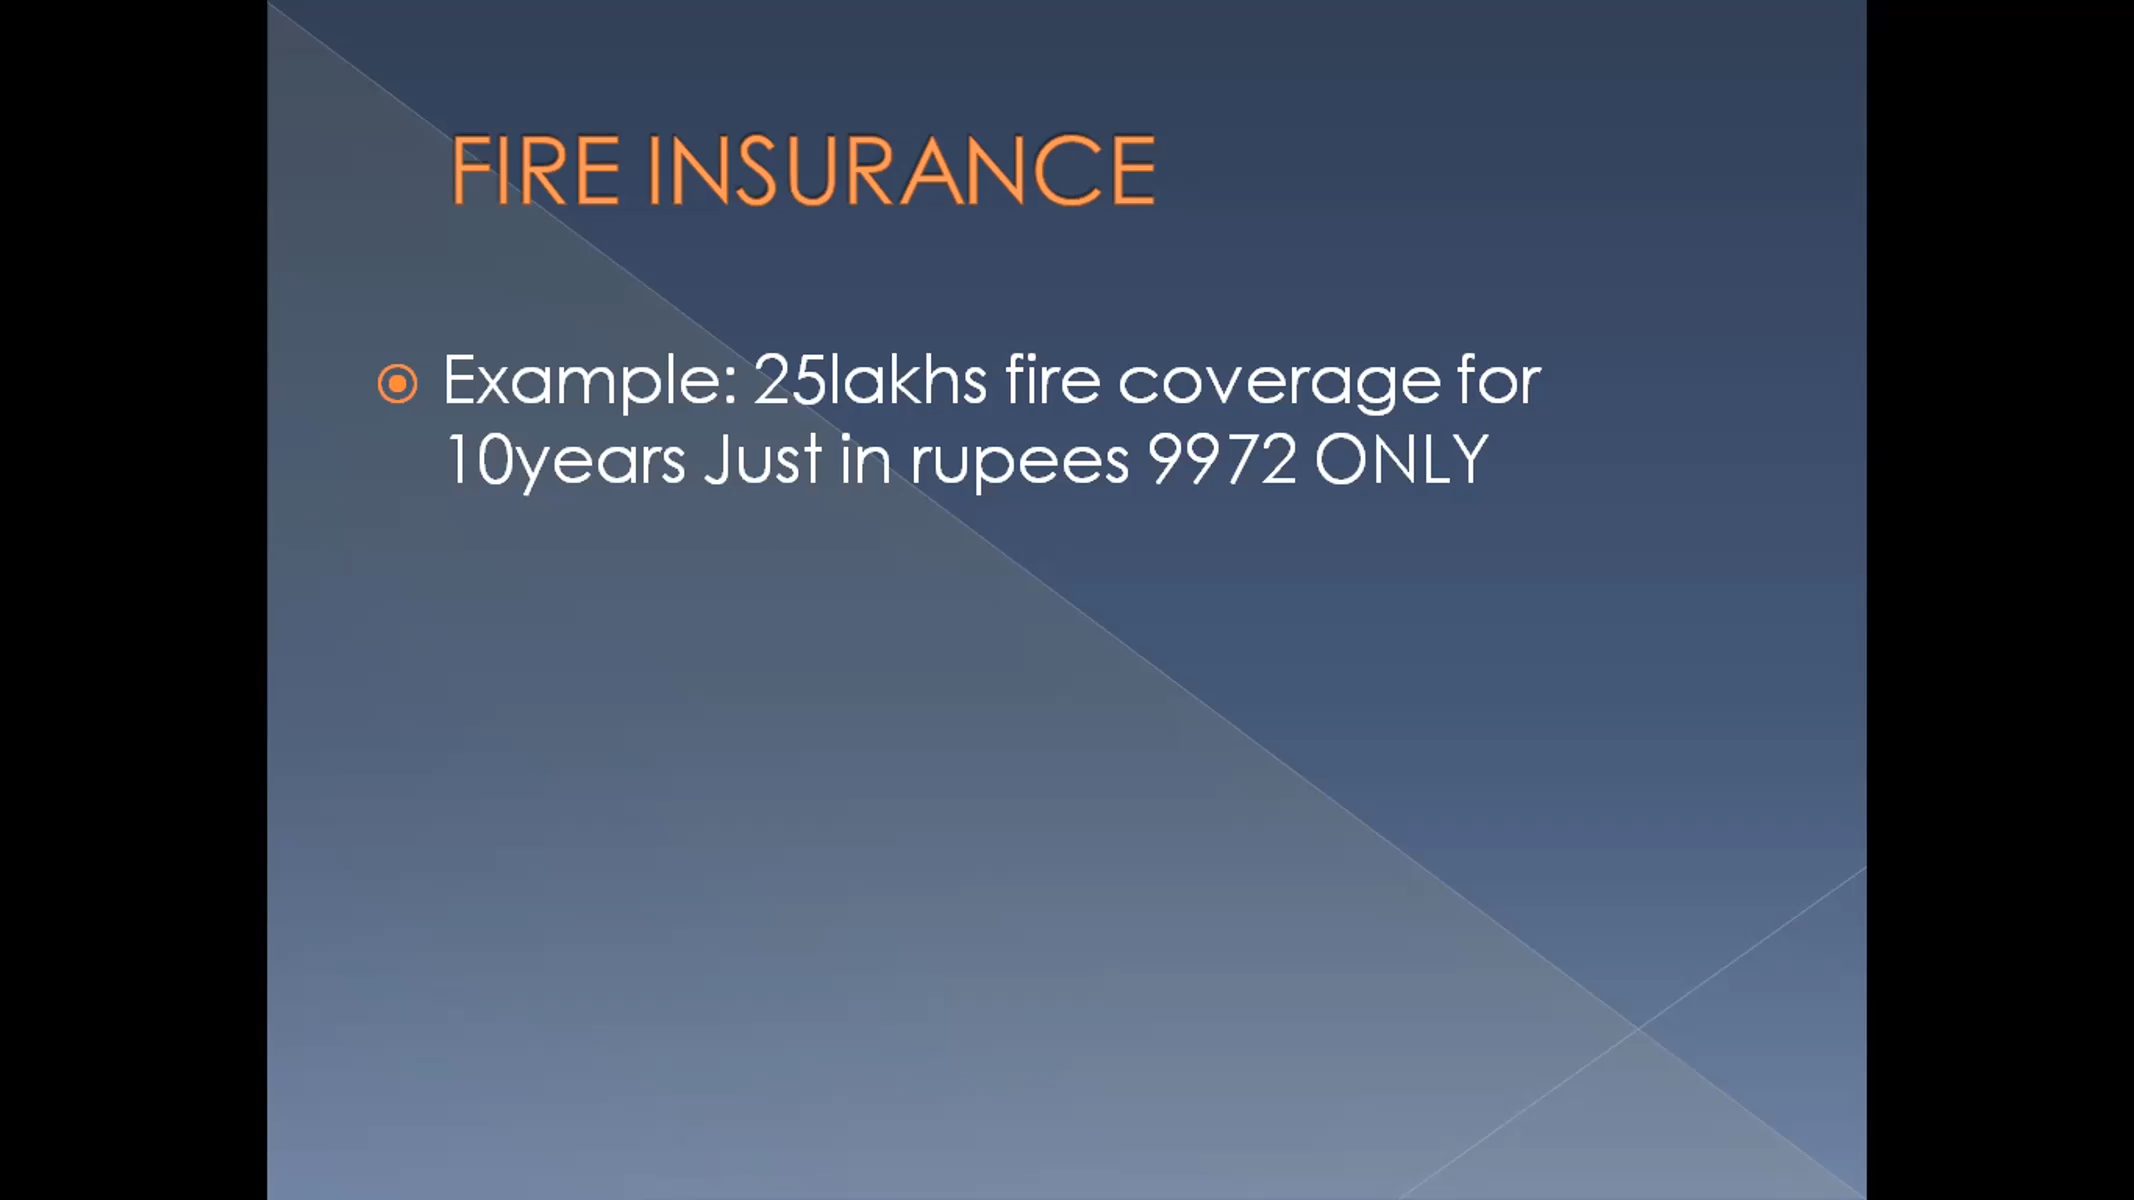 FIRE INSURANCE
Example: 25lakhs fire coverage for
10years Just in rupees 9972 ONLY